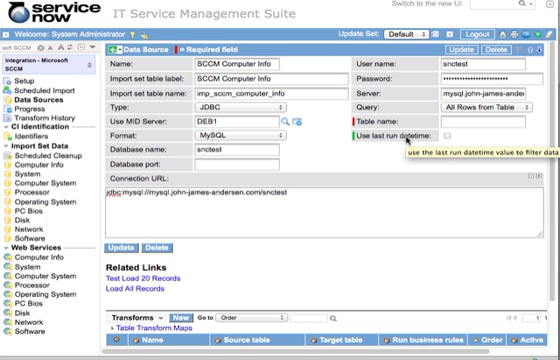 service now IT Service Management Suite Switch to the new UI
Welcome: System Administrator Update Set: Default Logout
soft SCCM
Integration - Microsoft SCCM
Setup
Scheduled Import
Data Sources
Progress
Transform History
CI Identification
Identifiers
Import Set Data
Scheduled Cleanup
Computer Info
System
Computer System
Processor
Operating System
PC Bios
Disk
Network
Software
Web Services
Computer Info
System
Computer System
Processor
Operating System
PC Bios
Disk
Network
Software
Data Source Required field Update Delete
Name: SCCM Computer Info User name: snctest
Import set table label: SCCM Computer Info Password: ••••••••••••••••••••••
Import set table name: imp_sccm_computer_info Server: mysql.john-james-ander
Type: JDBC Query: All Rows from Table
Use MID Server: DEB1 Table name:
Format: MySQL Use last run datetime:
use the last run datetime value to filter data
Database name: snctest
Database port:
Connection URL:
jdbc:mysql://mysql.john-james-andersen.com/snctest
Update Delete
Related Links
Test Load 20 Records
Load All Records
Transforms New Go to Order
Table Transform Maps
Name Source table Target table Run business rules Order Active